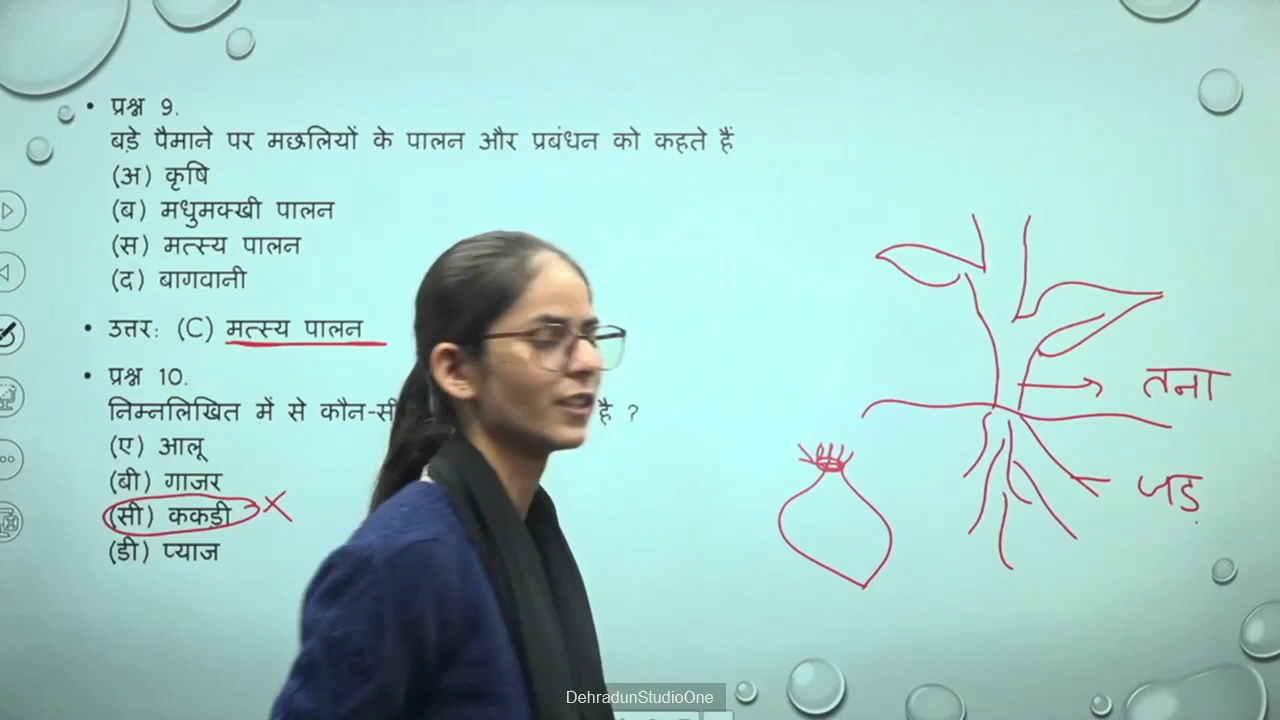 • प्रश्न 9.
बड़े पैमाने पर मछलियों के पालन और प्रबंधन को कहते हैं
(अ) कृषि
(ब) मधुमक्खी पालन
(स) मत्स्य पालन
(द) बागवानी
• उत्तर: (C) मत्स्य पालन
• प्रश्न 10.
निम्नलिखित में से कौन-सी है ?
(ए) आलू
(बी) गाजर
(सी) ककड़ी
(डी) प्याज
तना
जड़
DehradunStudioOne